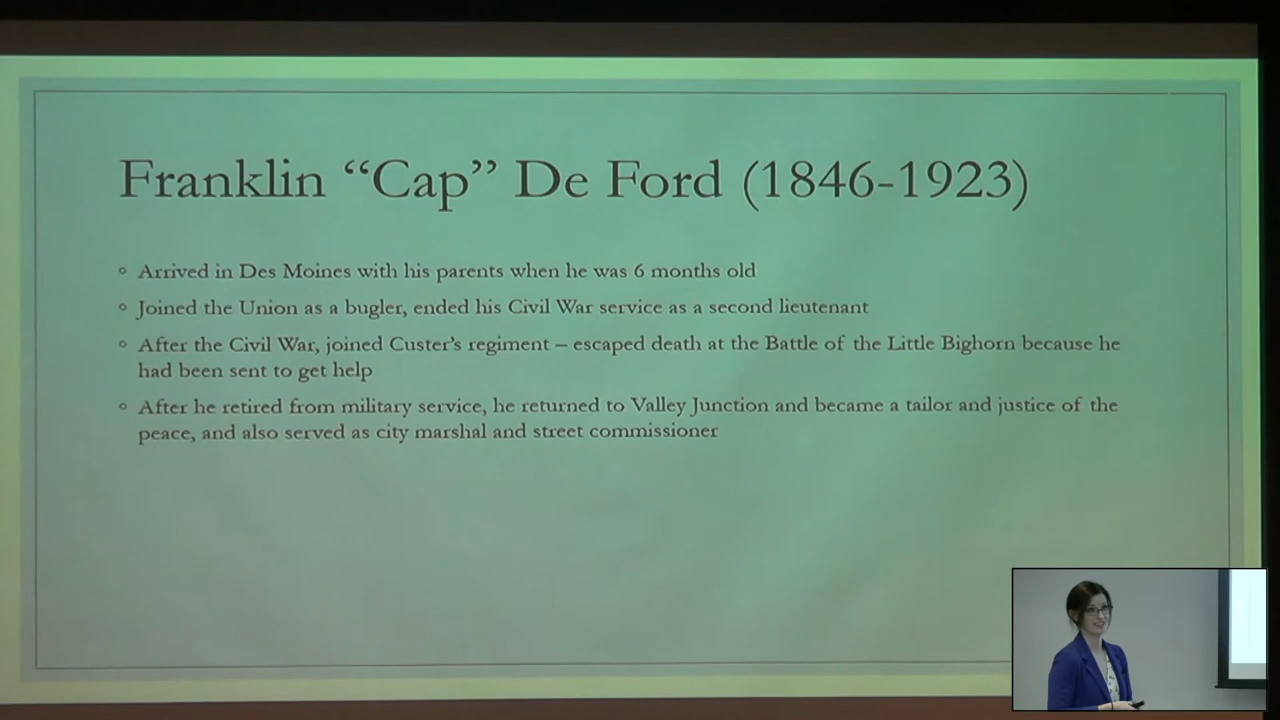 Franklin “Cap” De Ford (1846-1923)
◦ Arrived in Des Moines with his parents when he was 6 months old
◦ Joined the Union as a bugler, ended his Civil War service as a second lieutenant
◦ After the Civil War, joined Custer’s regiment – escaped death at the Battle of the Little Bighorn because he
had been sent to get help
◦ After he retired from military service, he returned to Valley Junction and became a tailor and justice of the
peace, and also served as city marshal and street commissioner